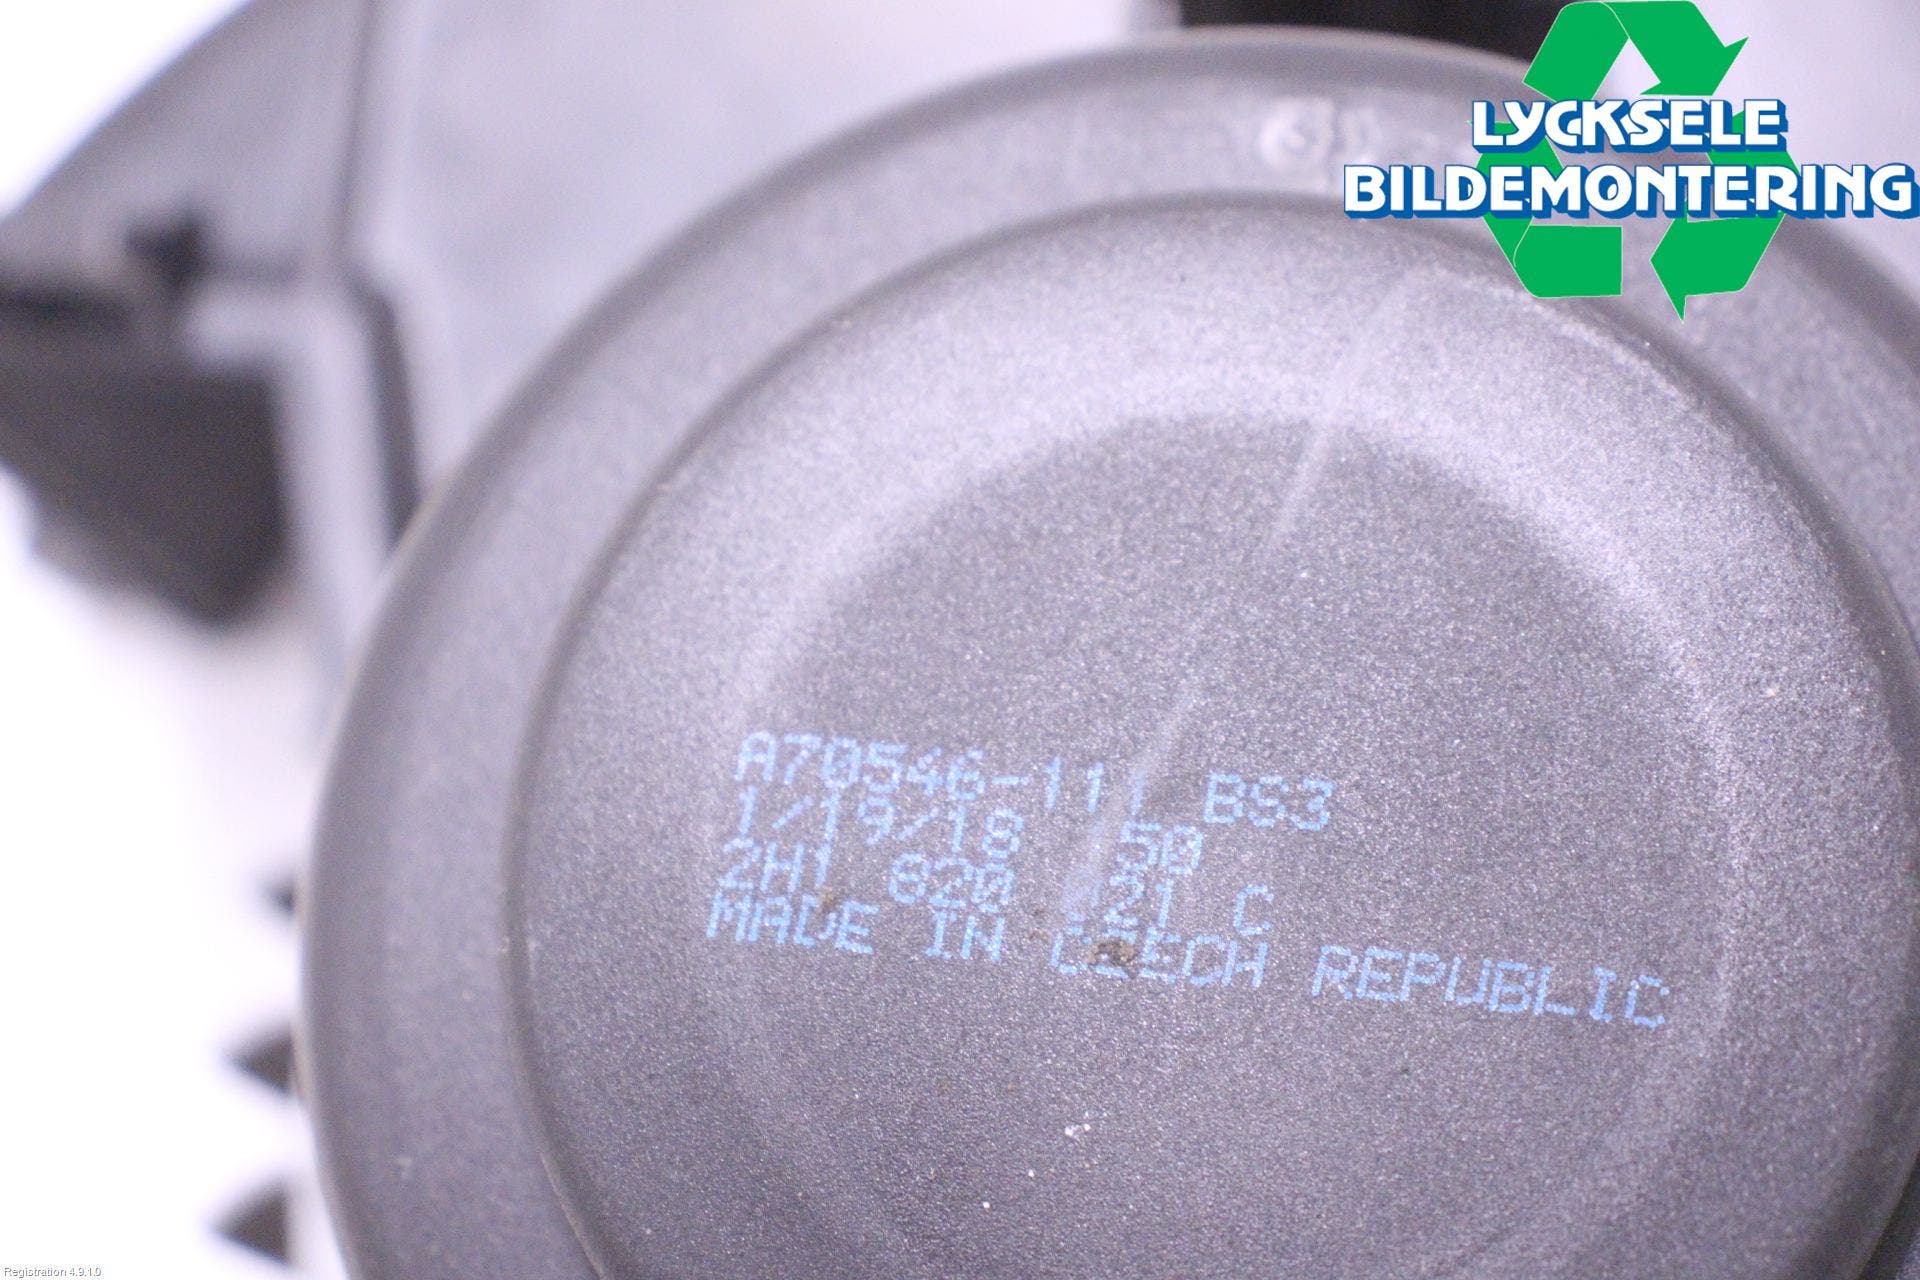 LYCKSELE
BILDEMONTERING
A70546-111 BS3
1/19/18 50
2H1 820 C
MADE IN CZECH REPUBLIC
Registration 4.9.1.0